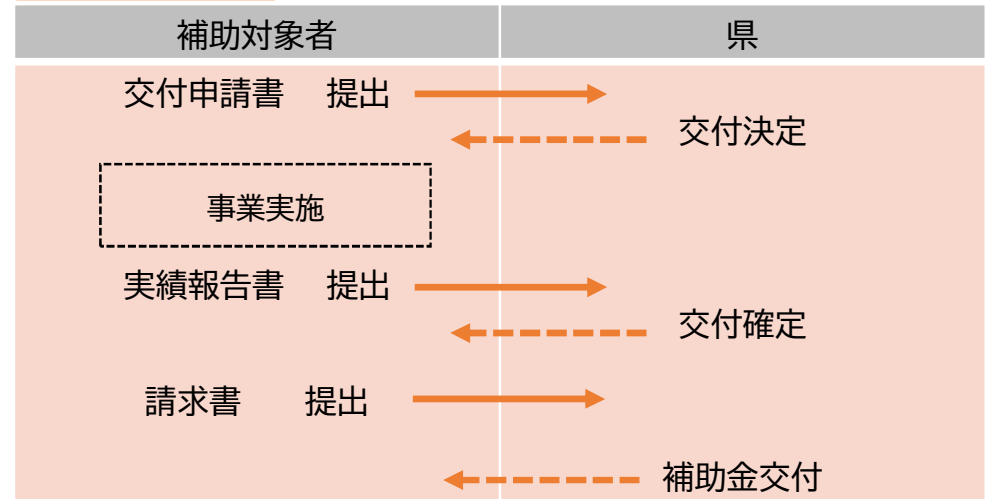 補助対象者 県
交付申請書 提出
交付決定
事業実施
実績報告書 提出
交付確定
請求書 提出
補助金交付